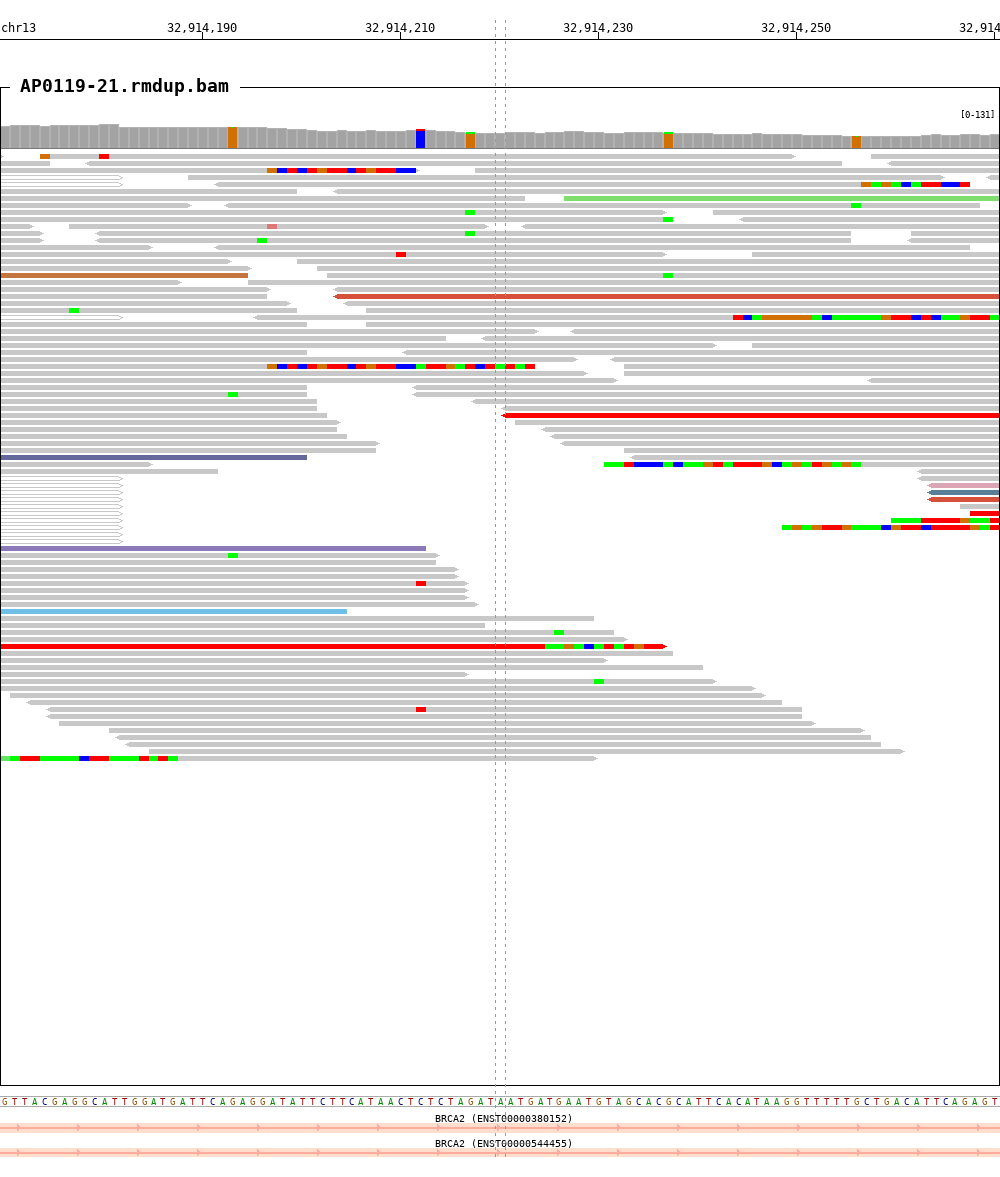 chr13 32,914,190 32,914,210 32,914,230 32,914,250 32,914
AP0119-21.rmdup.bam
[0-131]
GTTACGAGGCATTGGATGATTCAGAGGATATTCTTCATAACTCTCTAGATAATGATGAATGTAGCACGCATTCACATAAGGTTTTTGCTGACATTCAGAGT
BRCA2 (ENST00000380152)
BRCA2 (ENST00000544455)